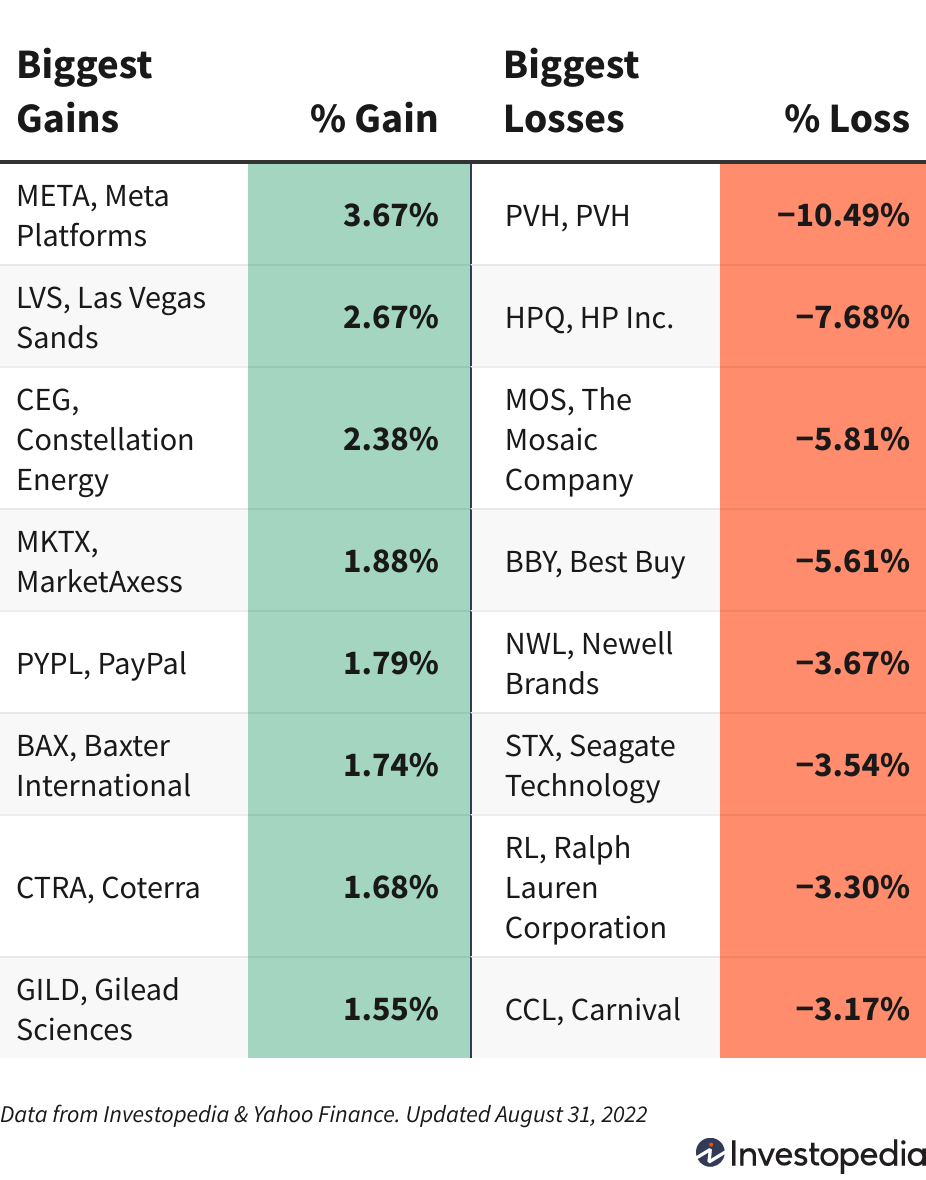 Biggest
Gains
% Gain
Biggest
Losses
% Loss
META, Meta
Platforms
3.67%
PVH, PVH
−10.49%
LVS, Las Vegas
Sands
2.67%
HPQ, HP Inc.
−7.68%
CEG,
Constellation
Energy
2.38%
MOS, The
Mosaic
Company
−5.81%
MKTX,
MarketAxess
1.88%
BBY, Best Buy
−5.61%
PYPL, PayPal
1.79%
NWL, Newell
Brands
−3.67%
BAX, Baxter
International
1.74%
STX, Seagate
Technology
−3.54%
CTRA, Coterra
1.68%
RL, Ralph
Lauren
Corporation
−3.30%
GILD, Gilead
Sciences
1.55%
CCL, Carnival
−3.17%
Data from Investopedia & Yahoo Finance. Updated August 31, 2022
Investopedia